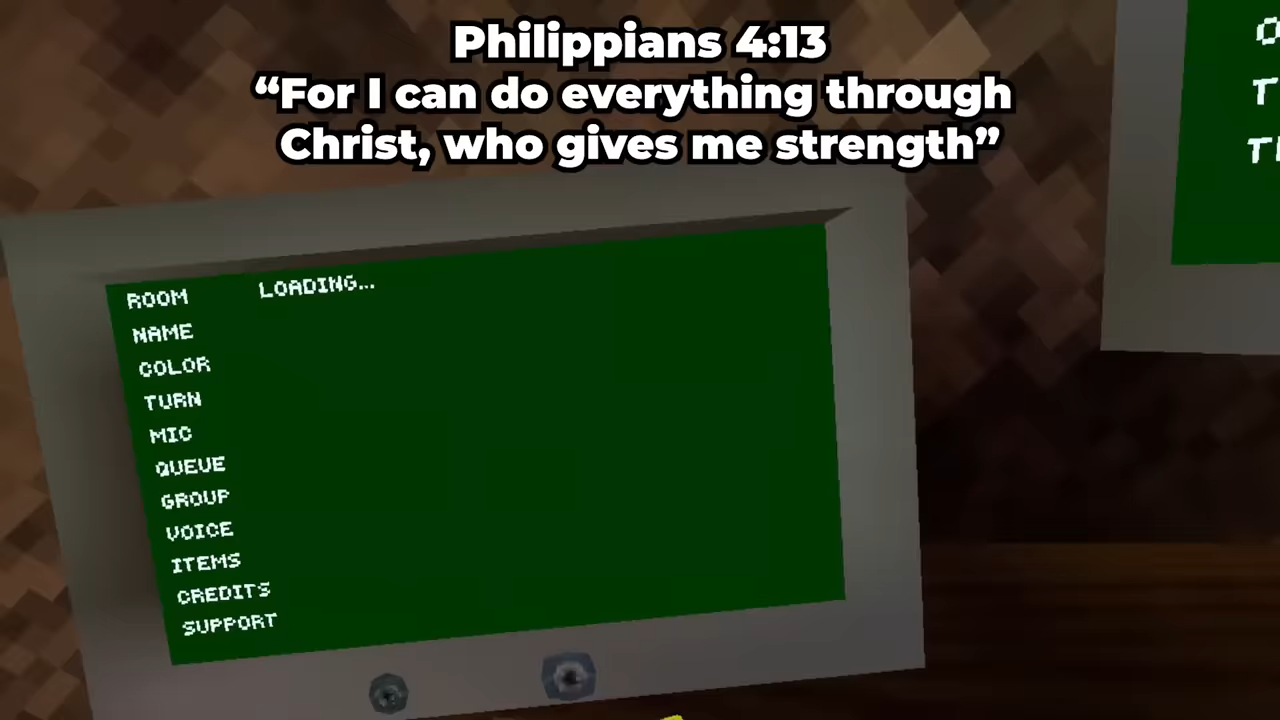 Philippians 4:13
“For I can do everything through
Christ, who gives me strength”
ROOM LOADING...
NAME
COLOR
TURN
MIC
QUEUE
GROUP
VOICE
ITEMS
CREDITS
SUPPORT